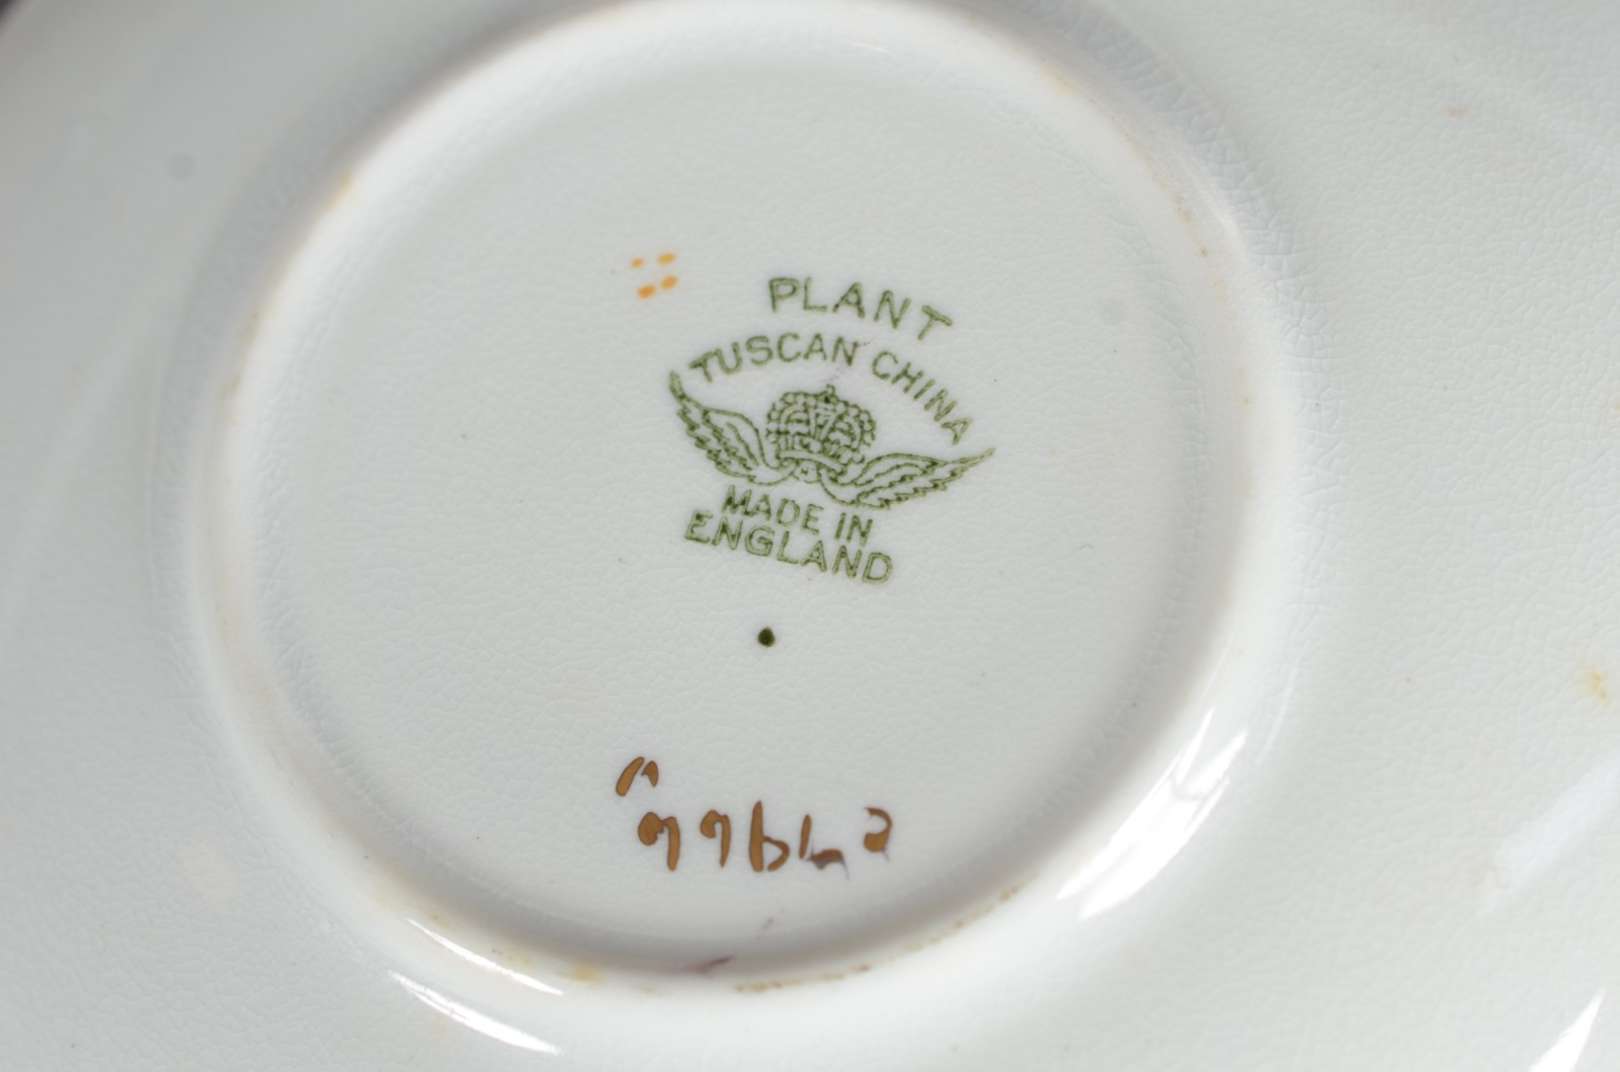 PLANT
TUSCAN CHINA
MADE IN
ENGLAND